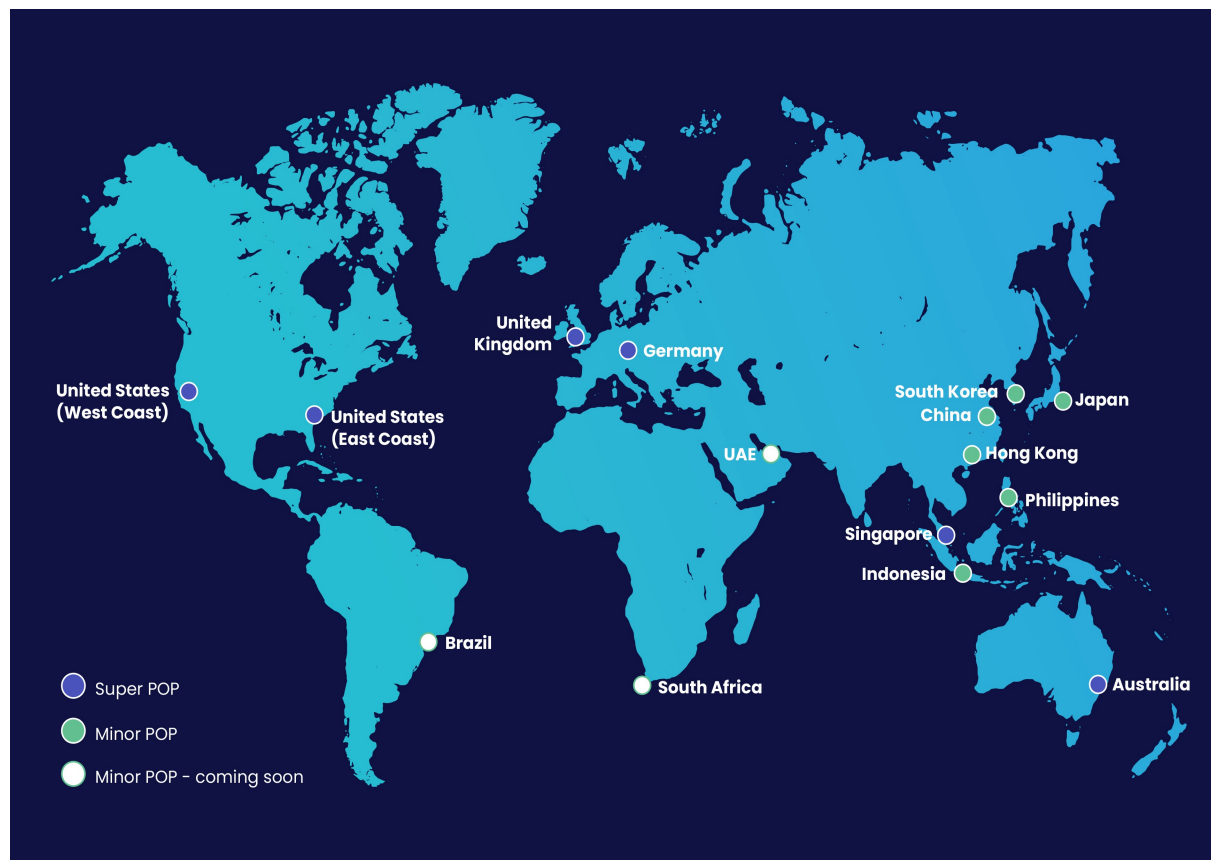 United
Kingdom
Germany
United States
(West Coast)
United States
(East Coast)
South Korea
Japan
China
UAE
Hong Kong
Philippines
Singapore
Indonesia
Brazil
South Africa
Australia
Super POP
Minor POP
Minor POP - coming soon